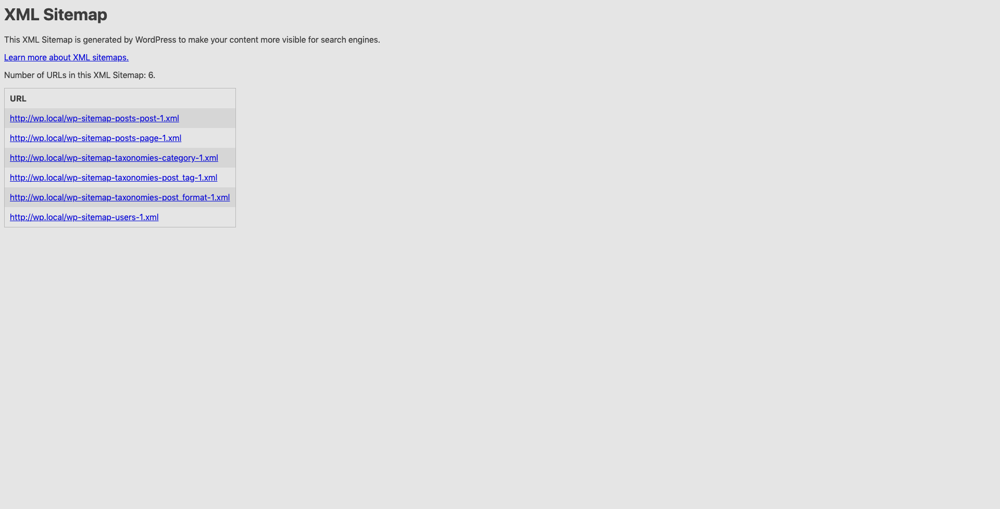 XML Sitemap
This XML Sitemap is generated by WordPress to make your content more visible for search engines.
Learn more about XML sitemaps.
Number of URLs in this XML Sitemap: 6.
URL
http://wp.local/wp-sitemap-posts-post-1.xml
http://wp.local/wp-sitemap-posts-page-1.xml
http://wp.local/wp-sitemap-taxonomies-category-1.xml
http://wp.local/wp-sitemap-taxonomies-post_tag-1.xml
http://wp.local/wp-sitemap-taxonomies-post_format-1.xml
http://wp.local/wp-sitemap-users-1.xml